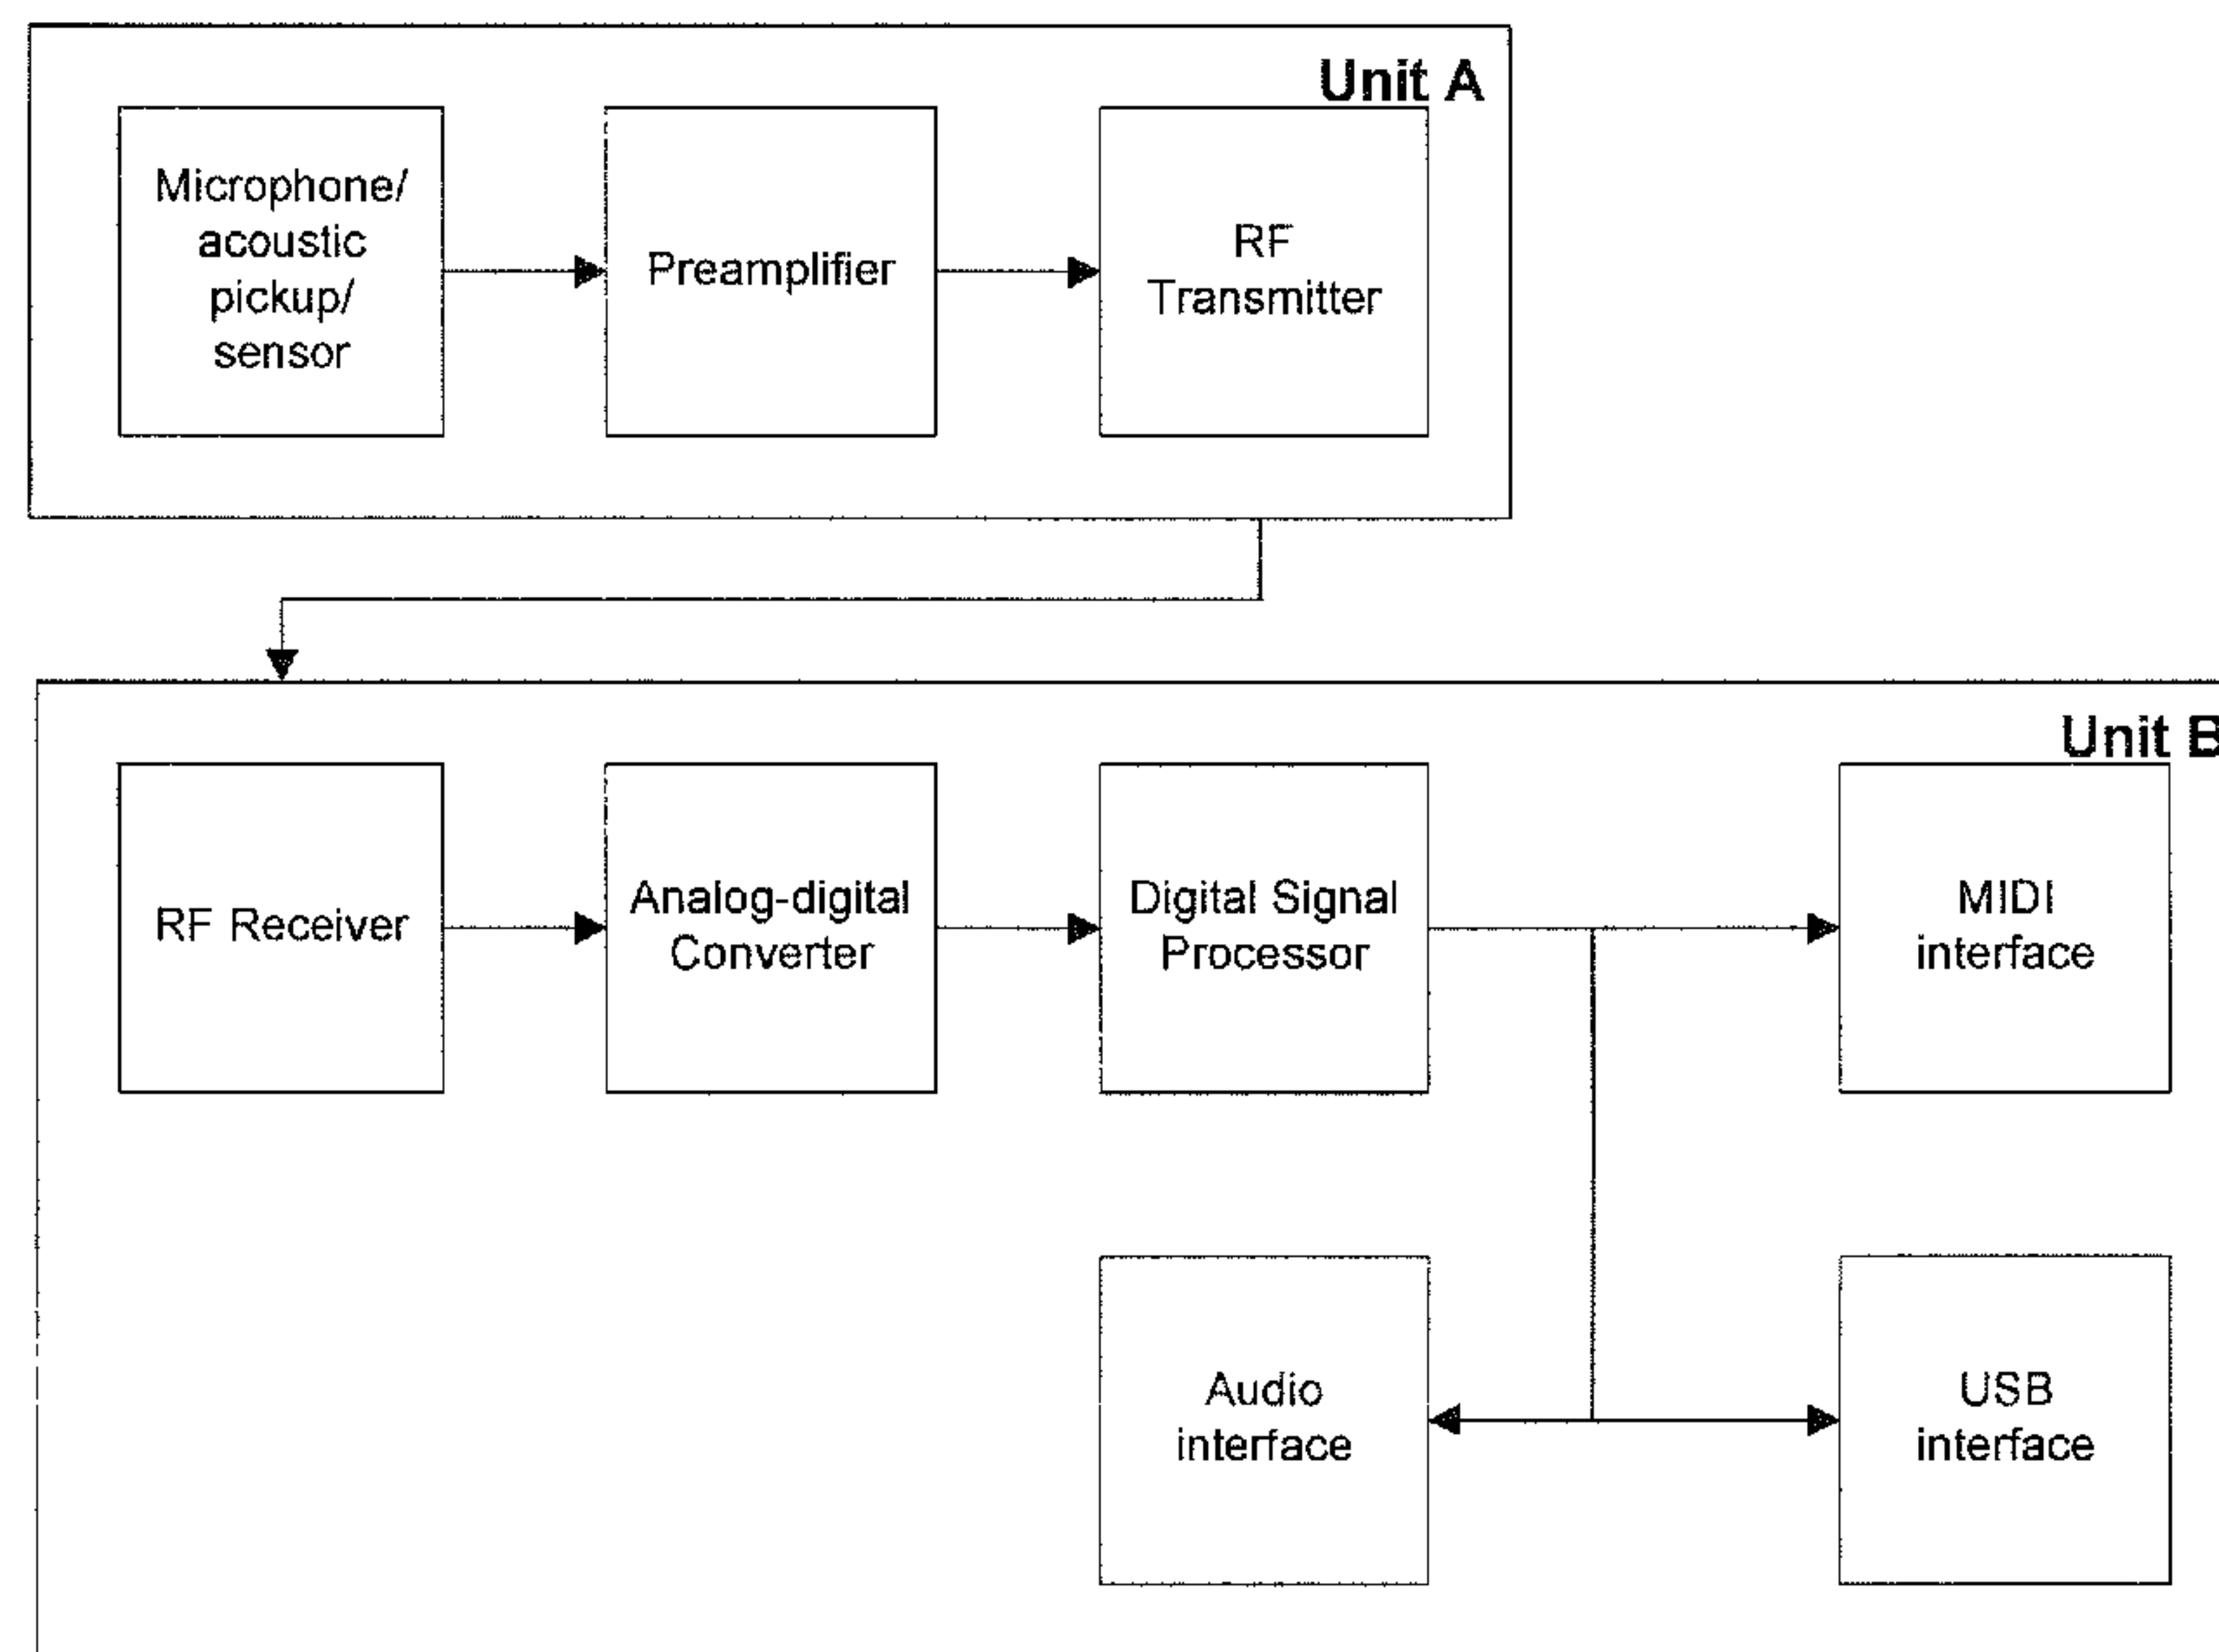 Unit A
Microphone/
acoustic
pickup/
sensor
Preamplifier
RF
Transmitter
Unit B
RF Receiver
Analog-digital
Converter
Digital Signal
Processor
MIDI
interface
Audio
interface
USB
interface